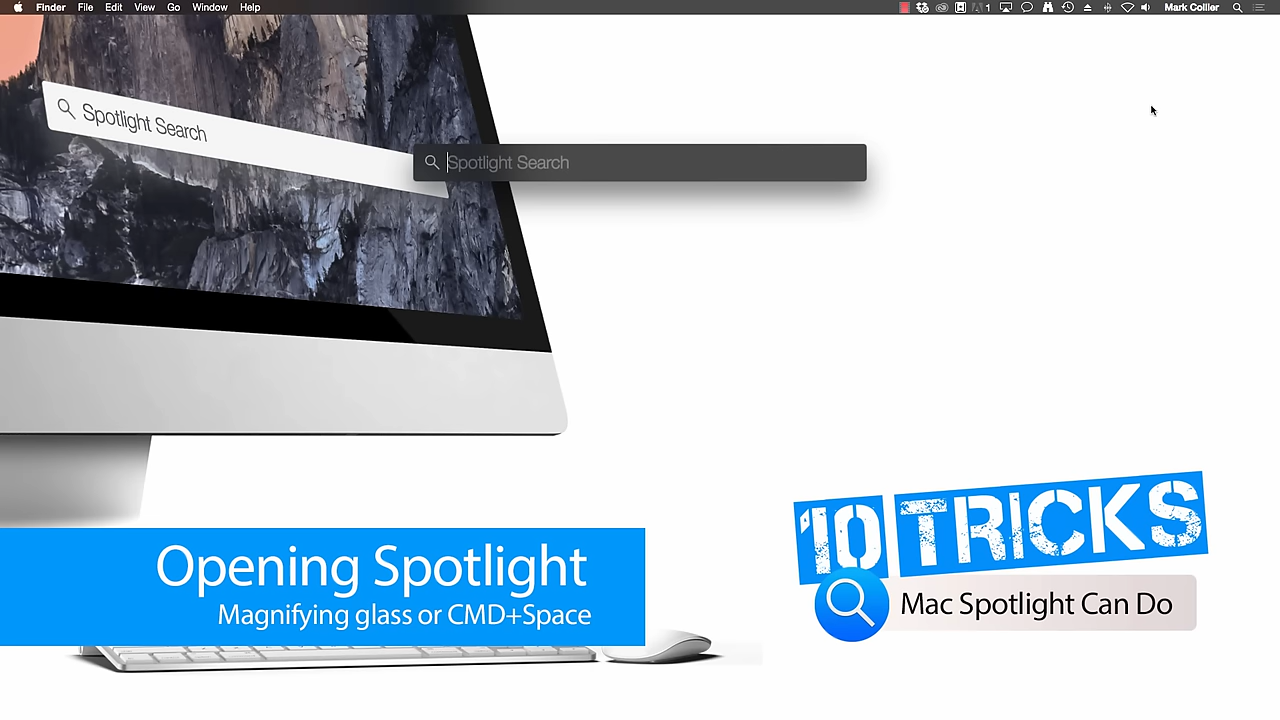 Finder File Edit View Go Window Help
1 Mark Collier
Spotlight Search
Spotlight Search
10 TRICKS
Mac Spotlight Can Do
Opening Spotlight
Magnifying glass or CMD+Space